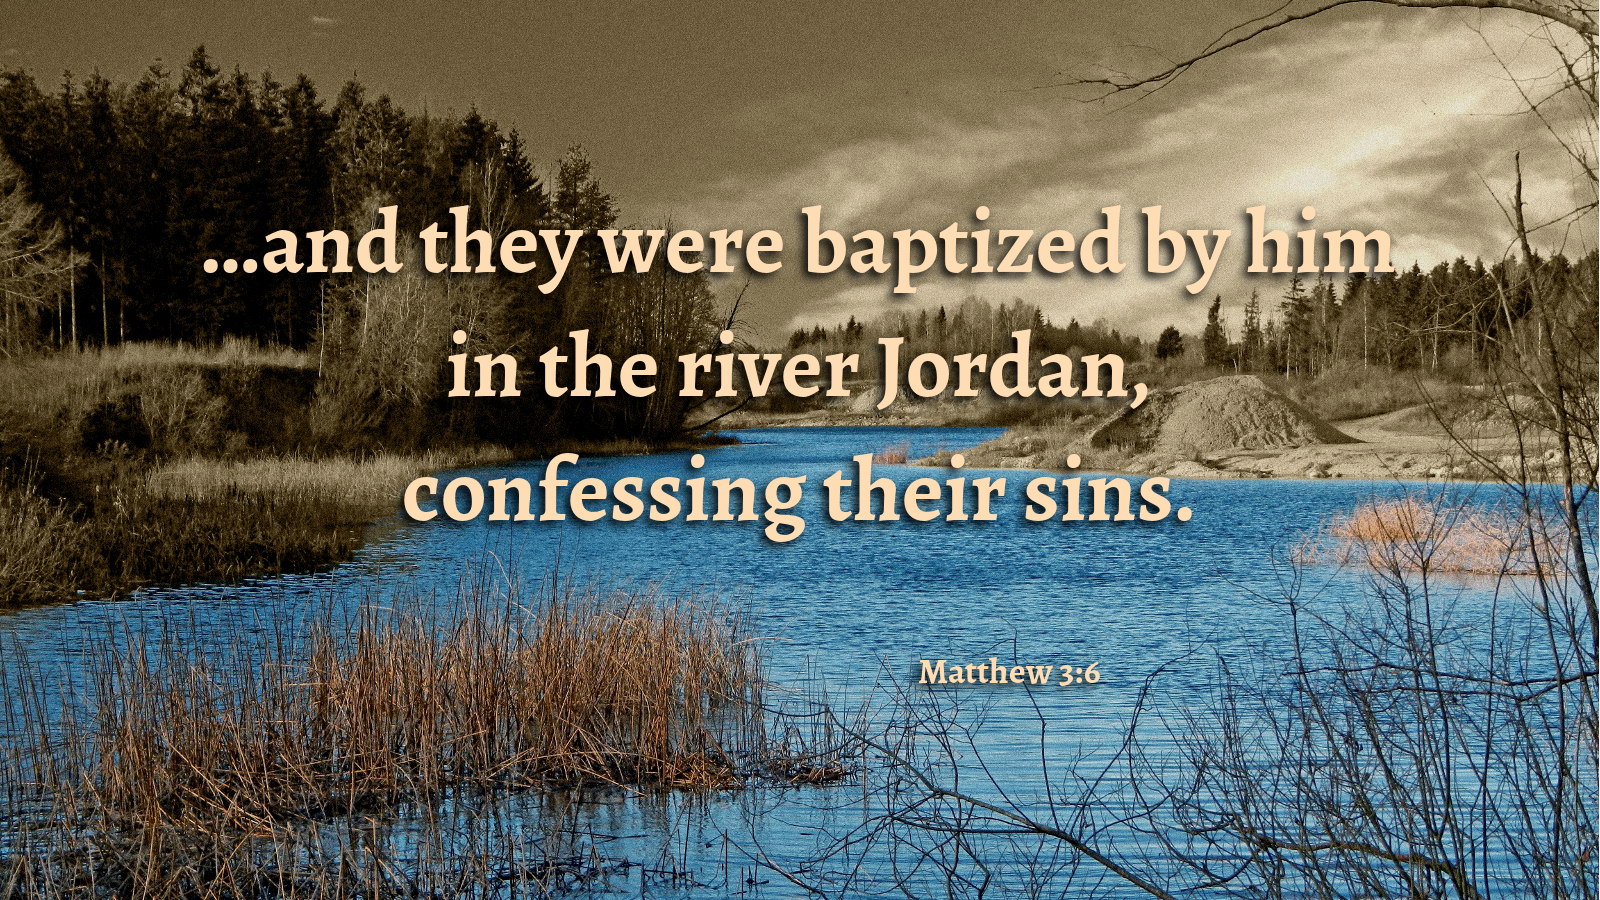 ...and they were baptized by him
in the river Jordan,
confessing their sins.
Matthew 3:6